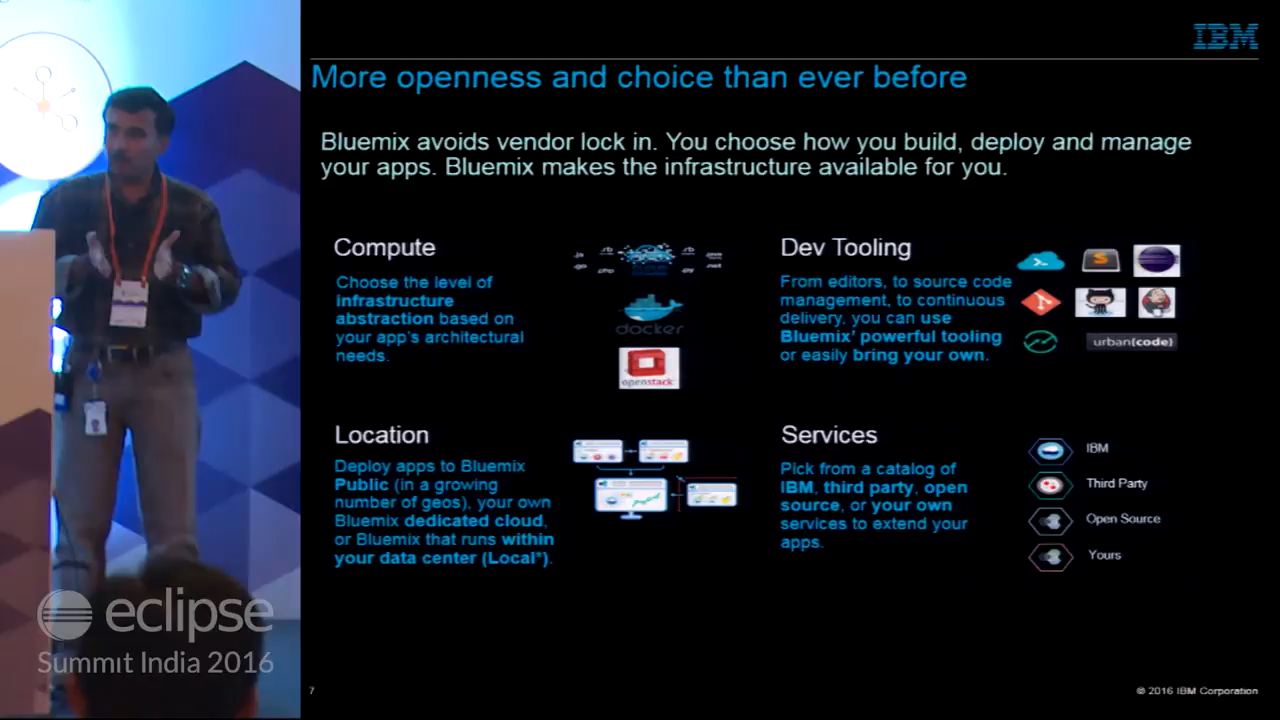 IBM
More openness and choice than ever before
Bluemix avoids vendor lock in. You choose how you build, deploy and manage
your apps. Bluemix makes the infrastructure available for you.
Compute
Choose the level of
infrastructure
abstraction based on
your app's architectural
needs.
docker
openstack
Dev Tooling
From editors, to source code
management, to continuous
delivery, you can use
Bluemix' powerful tooling
or easily bring your own.
S
urban{code}
Location
Deploy apps to Bluemix
Public (in a growing
number of geos), your own
Bluemix dedicated cloud,
or Bluemix that runs within
your data center (Local*).
Services
Pick from a catalog of
IBM, third party, open
source, or your own
services to extend your
apps.
IBM
Third Party
Open Source
Yours
eclipse
Summit India 2016
7
© 2016 IBM Corporation